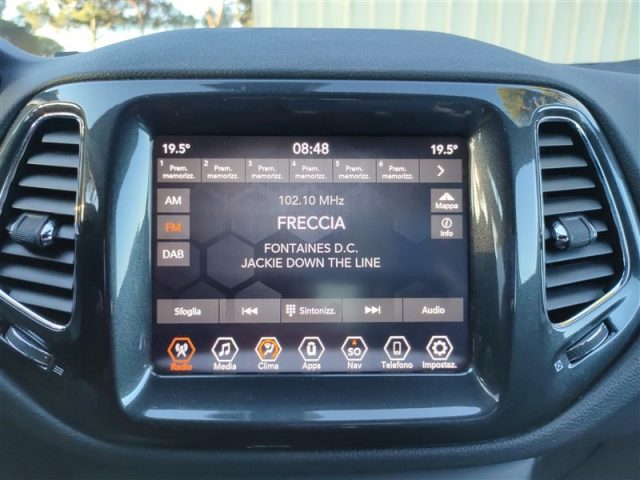 19.5° 08:48 19.5°
1 Prem. memorizz. 2 Prem. memorizz. 3 Prem. memorizz. 4 Prem. memorizz. 5 Prem. memorizz. 6 Prem. memorizz.
AM 102.10 MHz Mappa
FM FRECCIA Info
DAB FONTAINES D.C.
JACKIE DOWN THE LINE
Sfoglia Sintonizz. Audio
SO
Radio Media Clima Apps Nav Telefono Impostaz.